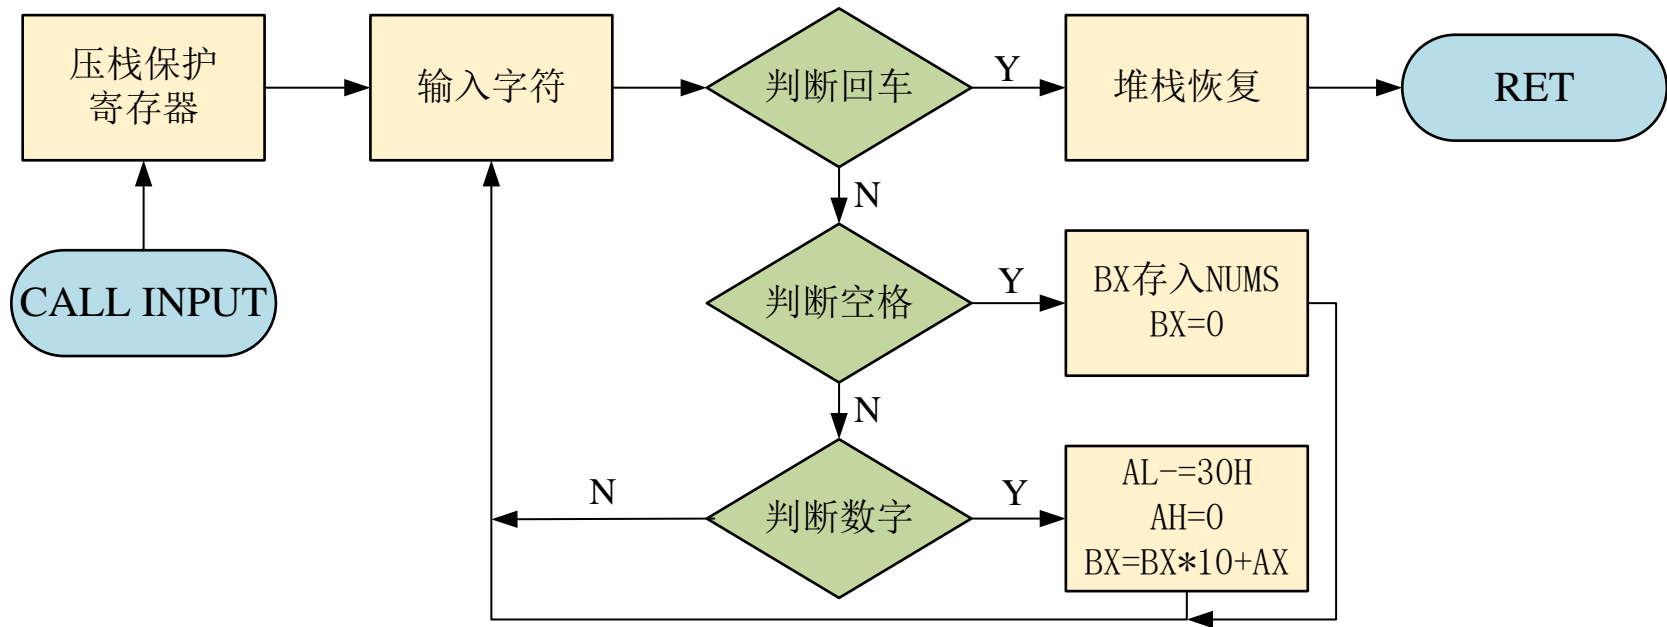 压栈保护
寄存器
输入字符
判断回车
Y
堆栈恢复
RET
N
CALL INPUT
判断空格
Y
BX存入NUMS
BX=0
N
N
判断数字
Y
AL-=30H
AH=0
BX=BX*10+AX